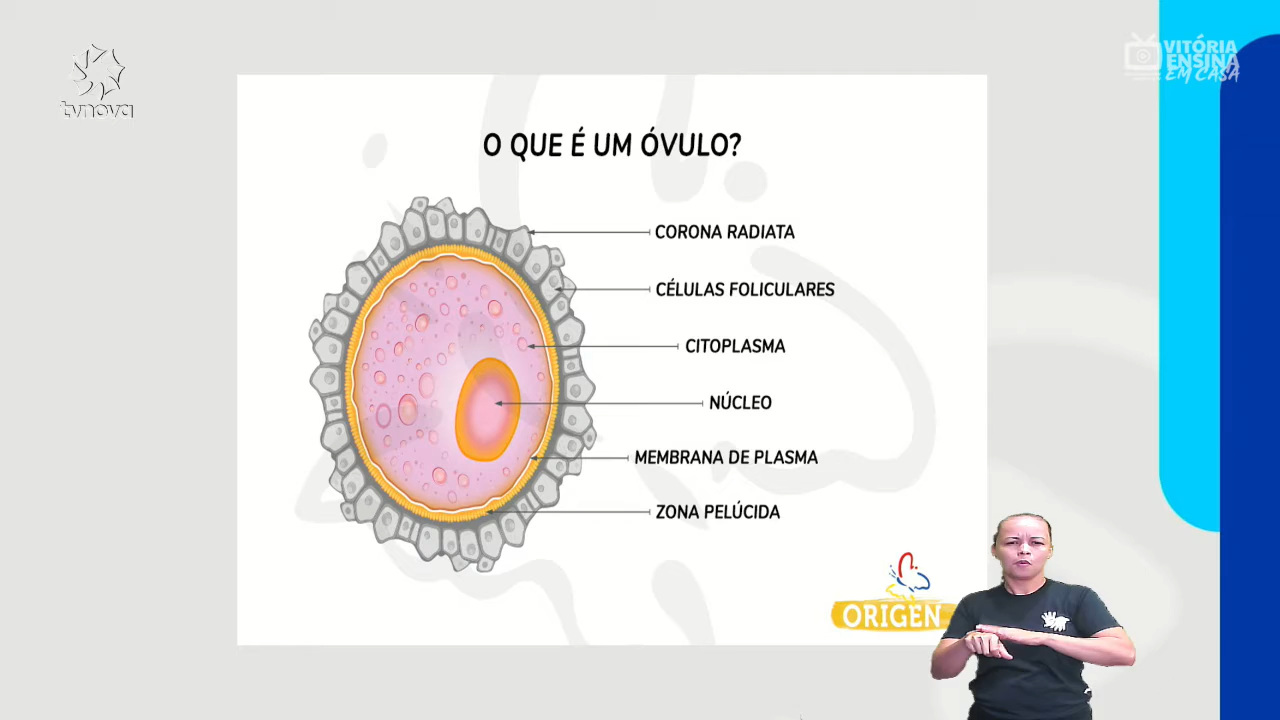 tvnova
VITÓRIA
ENSINA
EM CASA
O QUE É UM ÓVULO?
CORONA RADIATA
CÉLULAS FOLICULARES
CITOPLASMA
NÚCLEO
MEMBRANA DE PLASMA
ZONA PELÚCIDA
ORIGEN